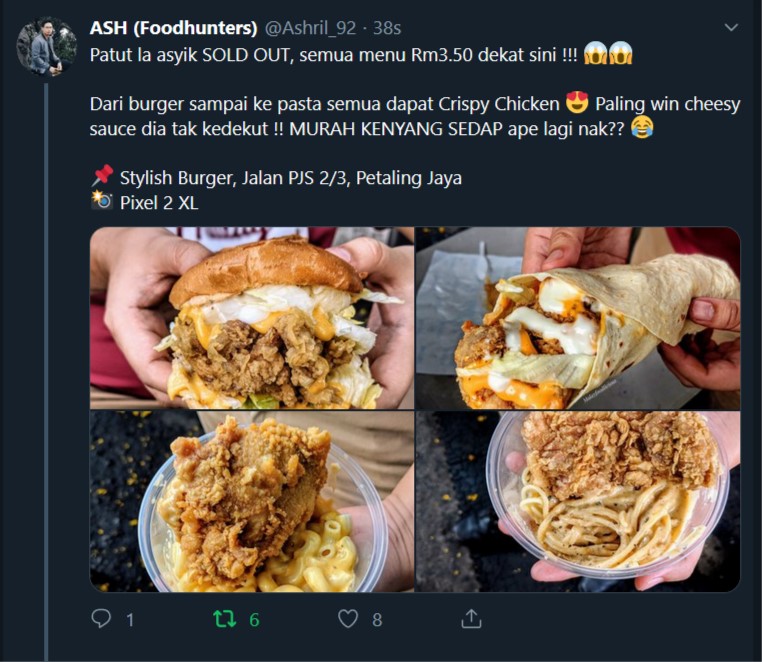 ASH (Foodhunters) @Ashril_92 · 38s
Patut la asyik SOLD OUT, semua menu Rm3.50 dekat sini !!! 😱😱
Dari burger sampai ke pasta semua dapat Crispy Chicken 😍 Paling win cheesy
sauce dia tak kedekut !! MURAH KENYANG SEDAP ape lagi nak?? 😂
📌 Stylish Burger, Jalan PJS 2/3, Petaling Jaya
📸 Pixel 2 XL
1 6 8